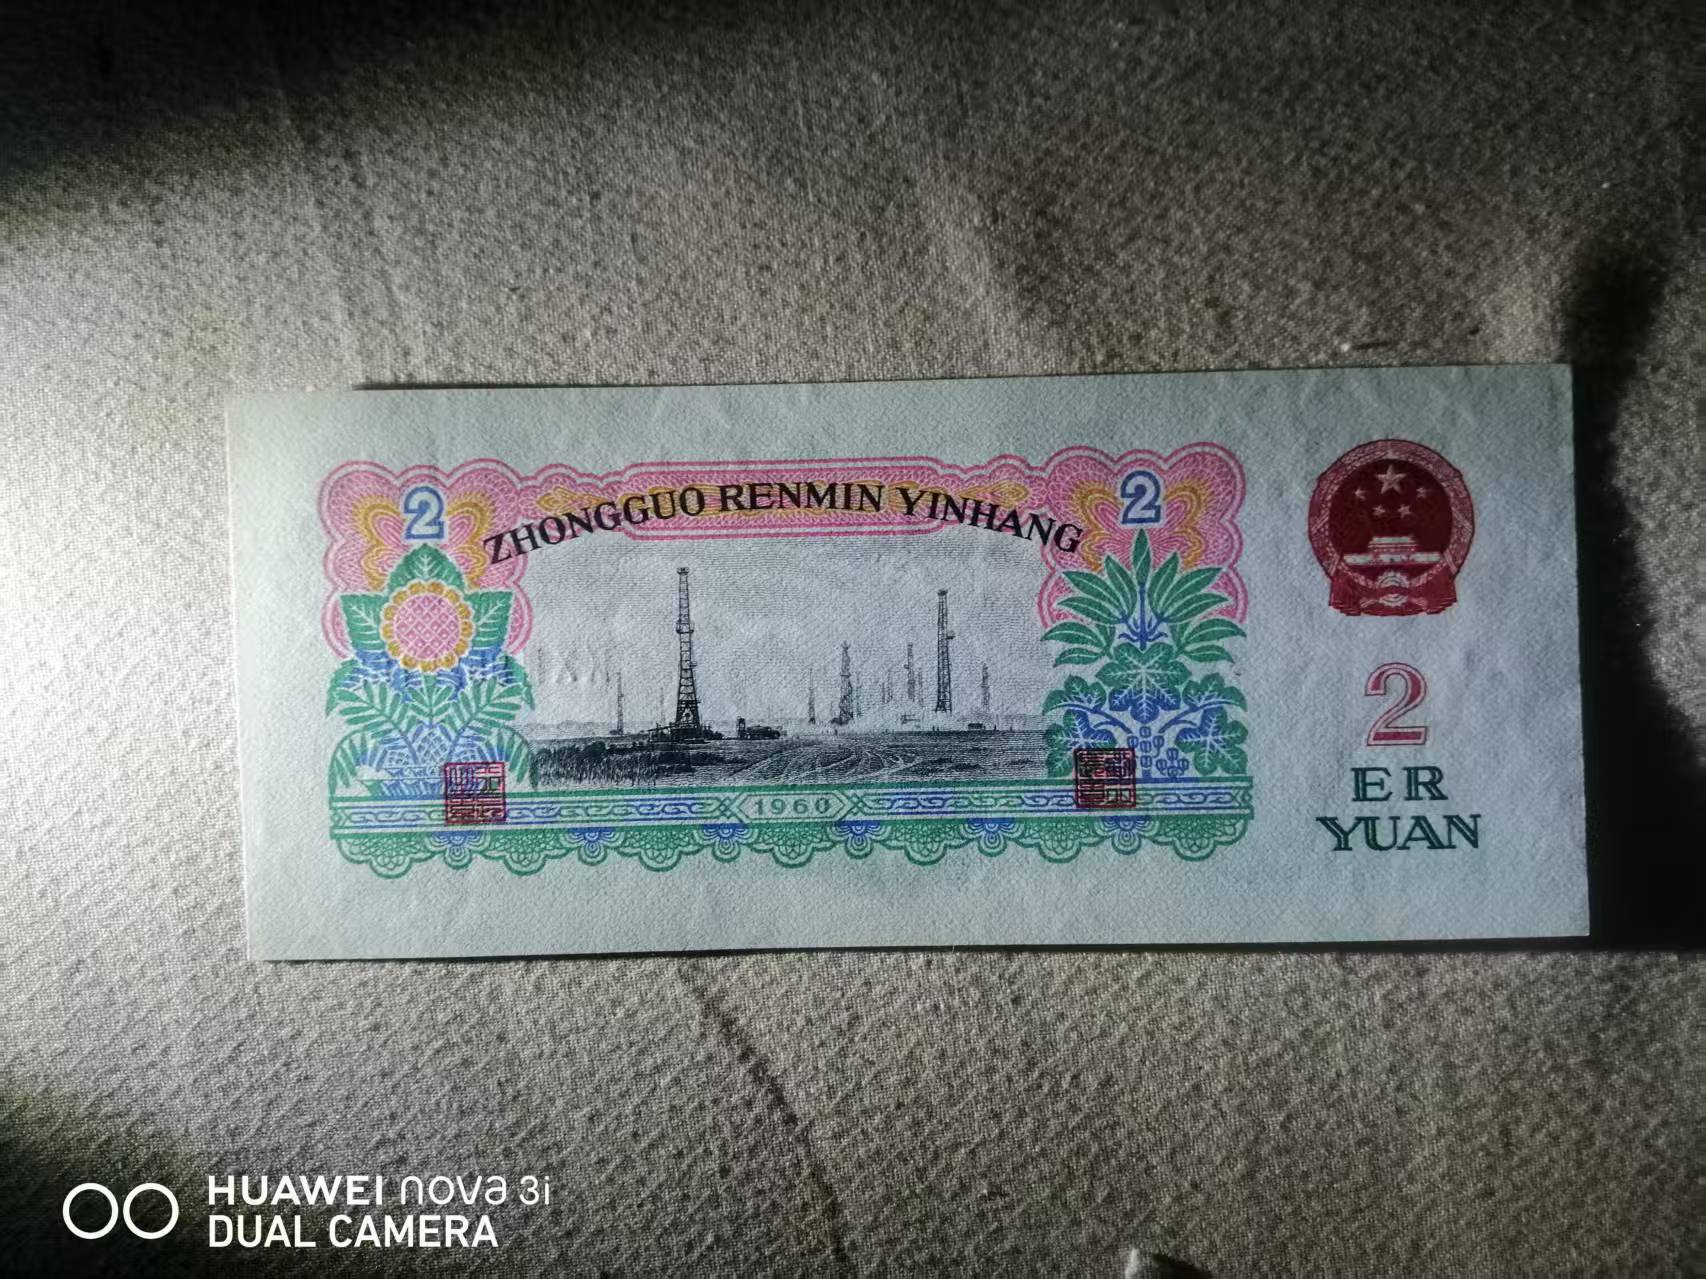 2
2
ZHONGGUO RENMIN YINHANG
1960
2
ER
YUAN
HUAWEI nova 3i
DUAL CAMERA